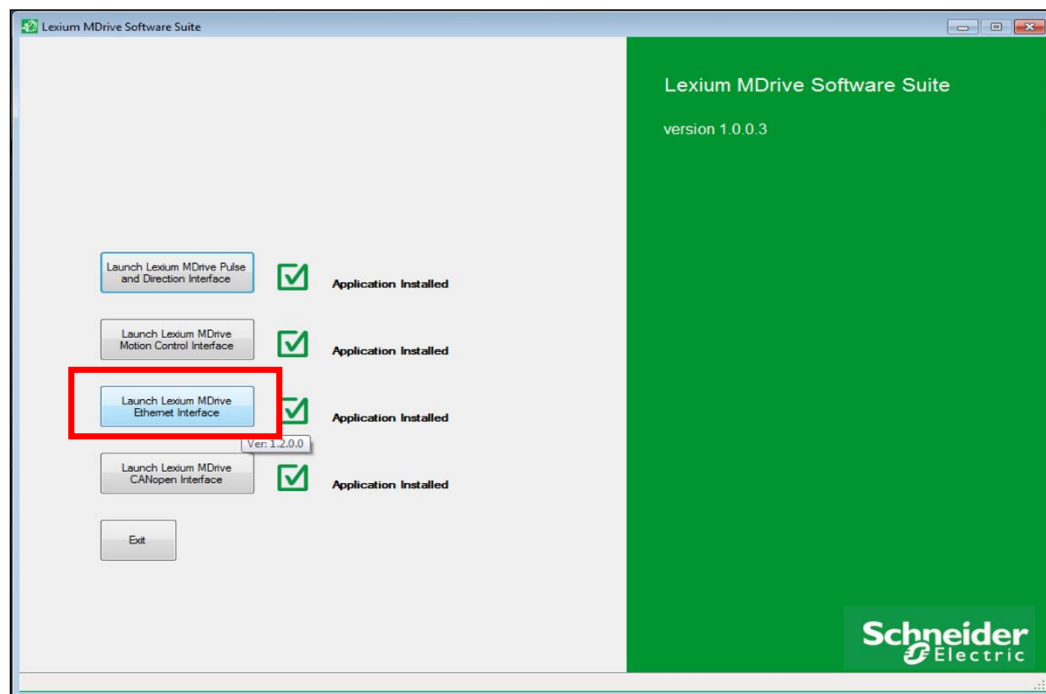 Lexium MDrive Software Suite
Lexium MDrive Software Suite
version 1.0.0.3
Launch Lexium MDrive Pulse
and Direction Interface
Application Installed
Launch Lexium MDrive
Motion Control Interface
Application Installed
Launch Lexium MDrive
Ethernet Interface
Application Installed
Ver: 1.2.0.0
Launch Lexium MDrive
CANopen Interface
Application Installed
Exit
Schneider
Electric